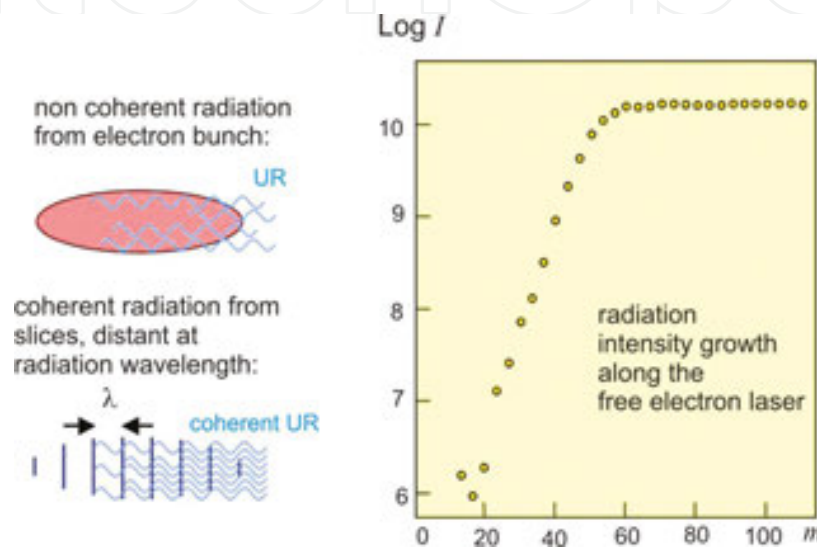 Log I
non coherent radiation
from electron bunch:
UR
coherent radiation from
slices, distant at
radiation wavelength:
λ
coherent UR
10
9
8
7
6
radiation
intensity growth
along the
free electron laser
0 20 40 60 80 100 m